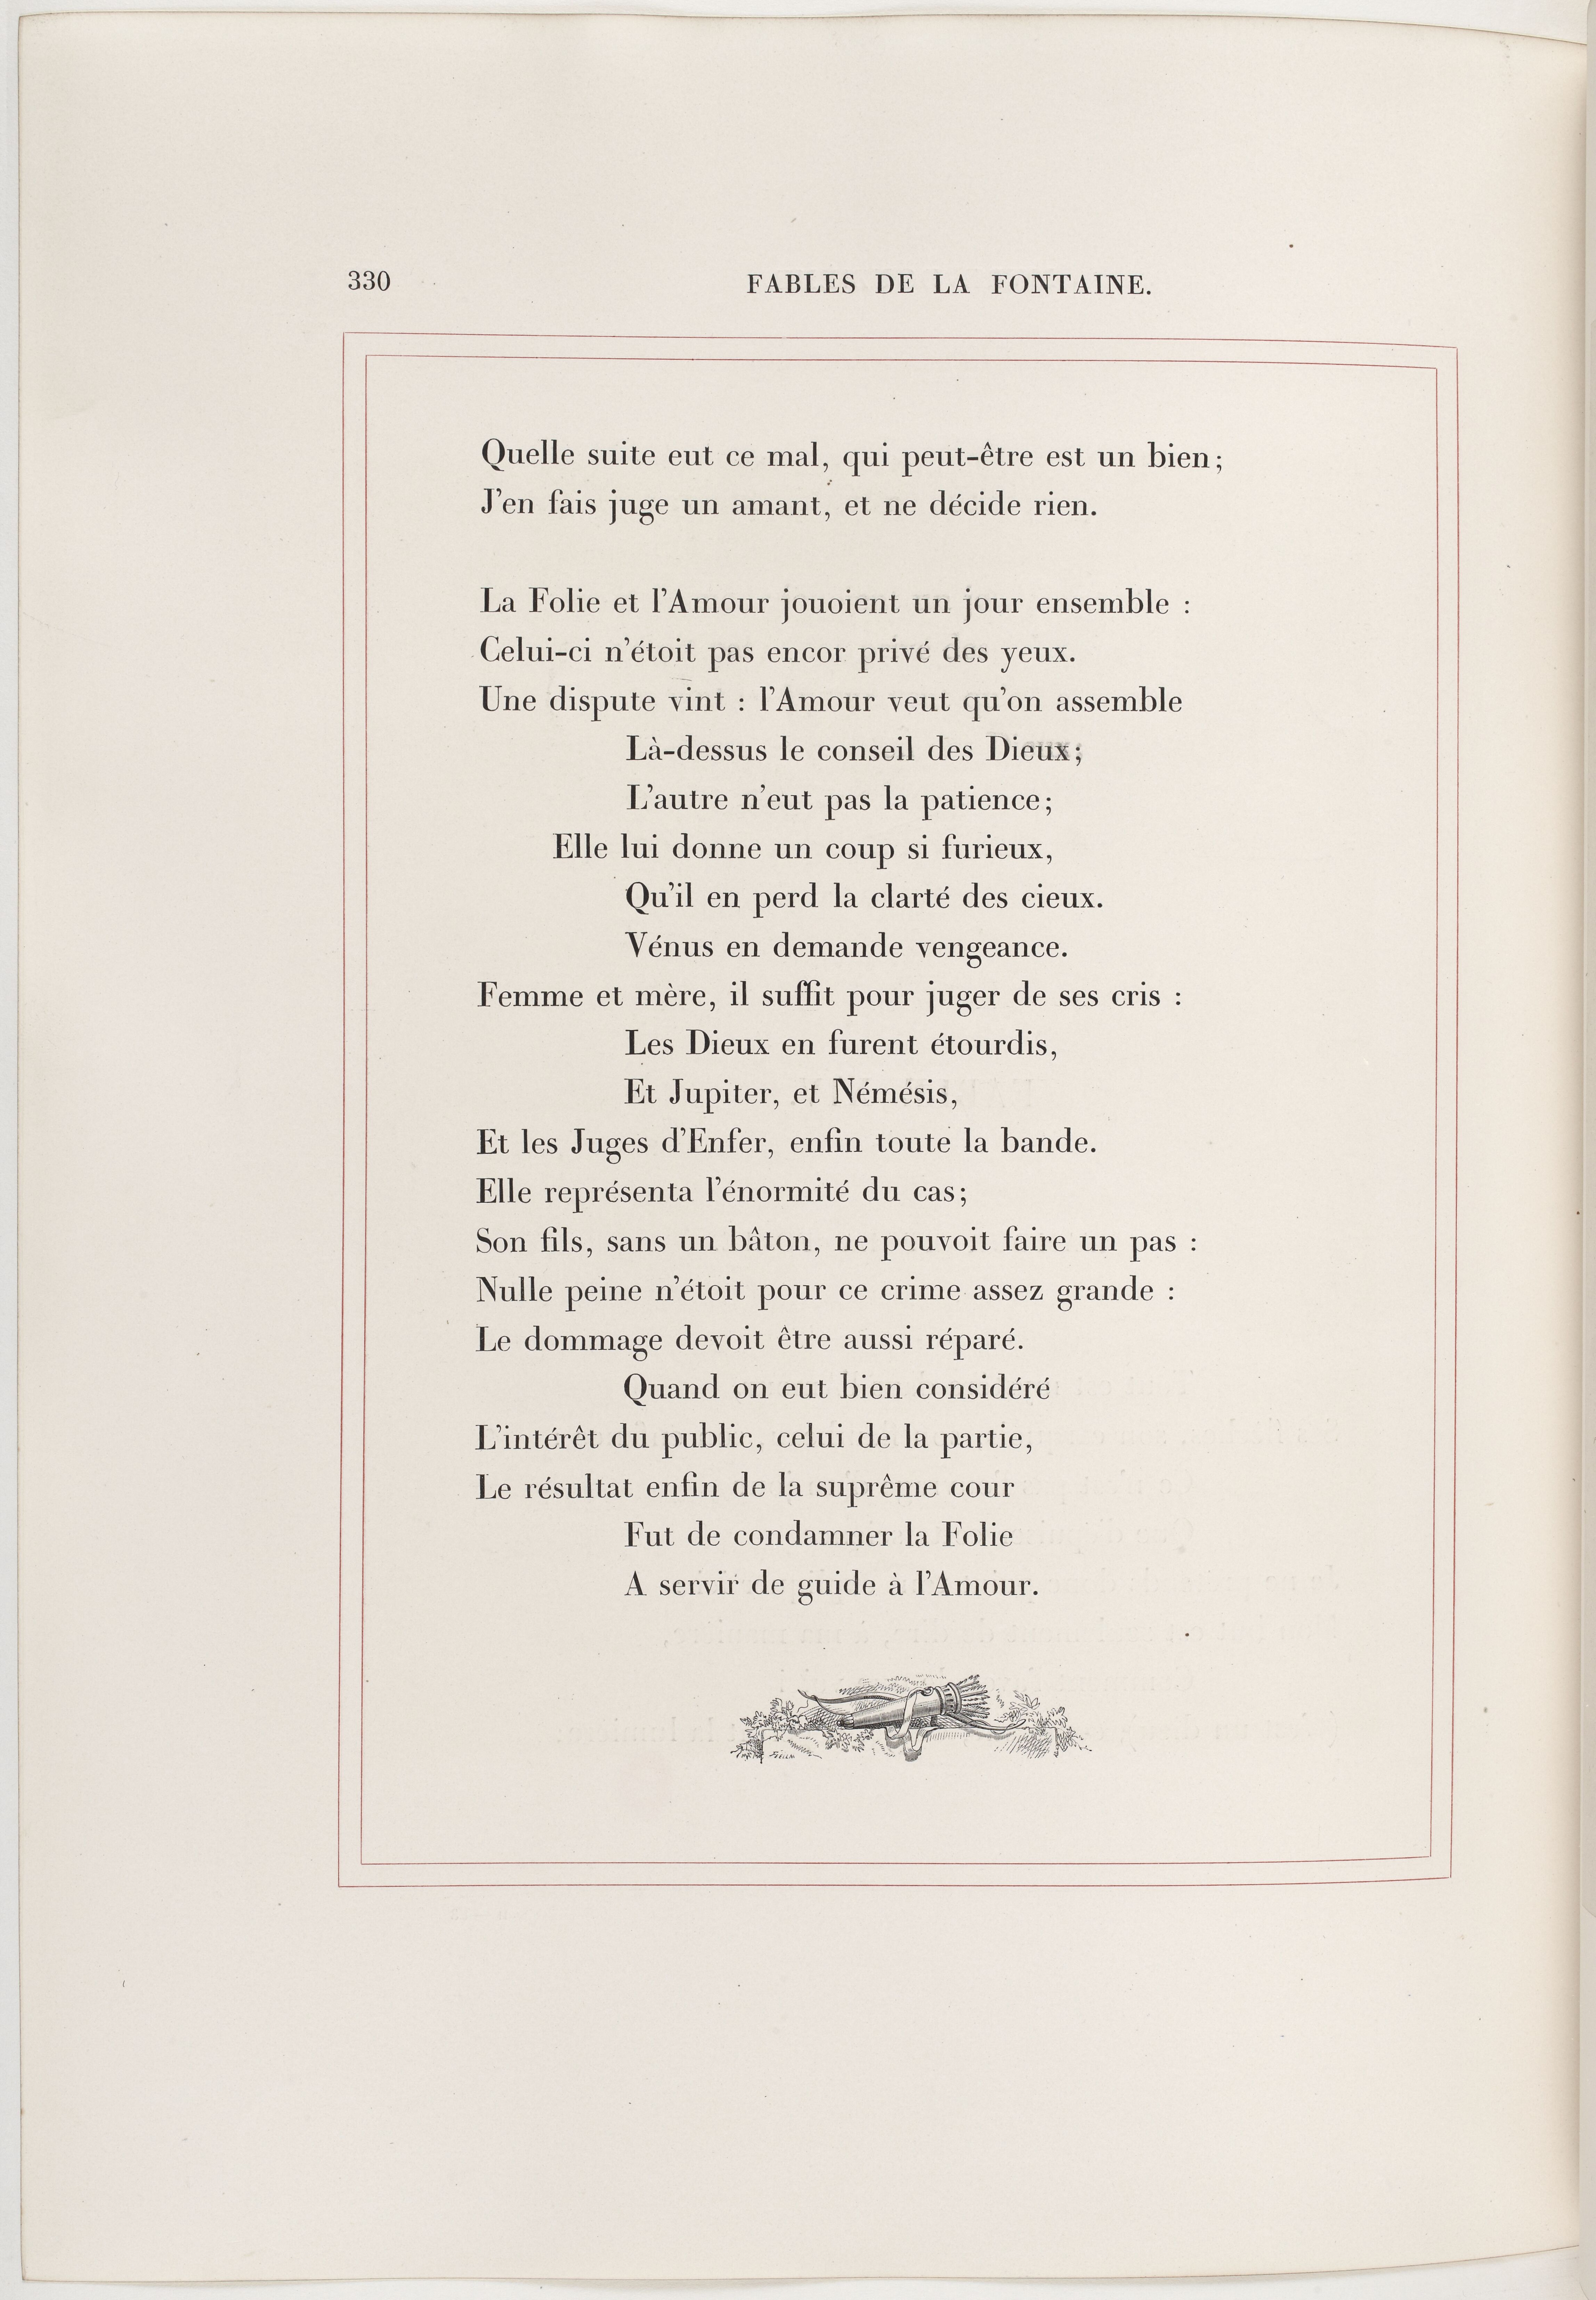 330
FABLES DE LA FONTAINE.
Quelle suite eut ce mal, qui peut-être est un bien;
J'en fais juge un amant, et ne décide rien.
La Folie et l'Amour jouoient un jour ensemble :
Celui-ci n'étoit pas encor privé des yeux.
Une dispute vint : l'Amour veut qu'on assemble
Là-dessus le conseil des Dieux;
L'autre n'eut pas la patience;
Elle lui donne un coup si furieux,
Qu'il en perd la clarté des cieux.
Vénus en demande vengeance.
Femme et mère, il suffit pour juger de ses cris :
Les Dieux en furent étourdis,
Et Jupiter, et Némésis,
Et les Juges d'Enfer, enfin toute la bande.
Elle représenta l'énormité du cas;
Son fils, sans un bâton, ne pouvoit faire un pas :
Nulle peine n'étoit pour ce crime assez grande :
Le dommage devoit être aussi réparé.
Quand on eut bien considéré
L'intérêt du public, celui de la partie,
Le résultat enfin de la suprême cour
Fut de condamner la Folie
A servir de guide à l'Amour.